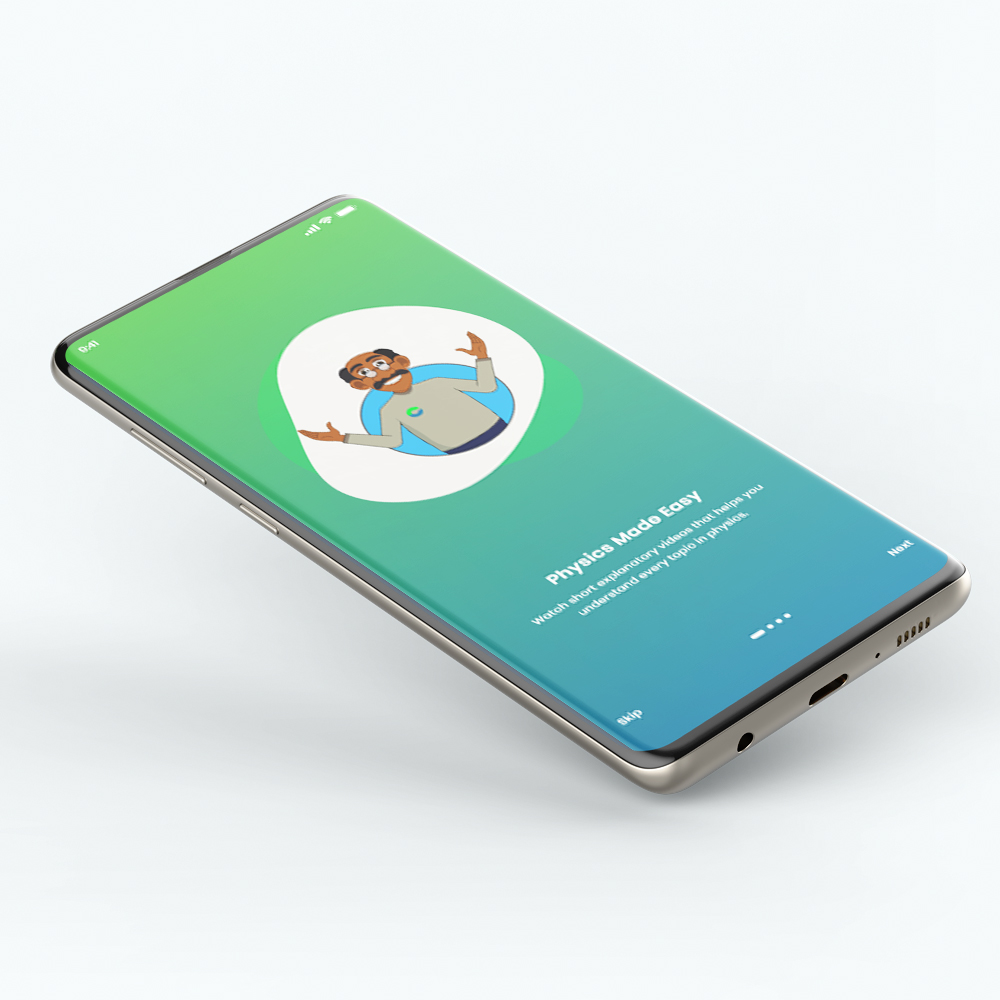 9:41
Physics Made Easy
Watch short explanatory videos that helps you
understand every topic in physics.
Skip
Next